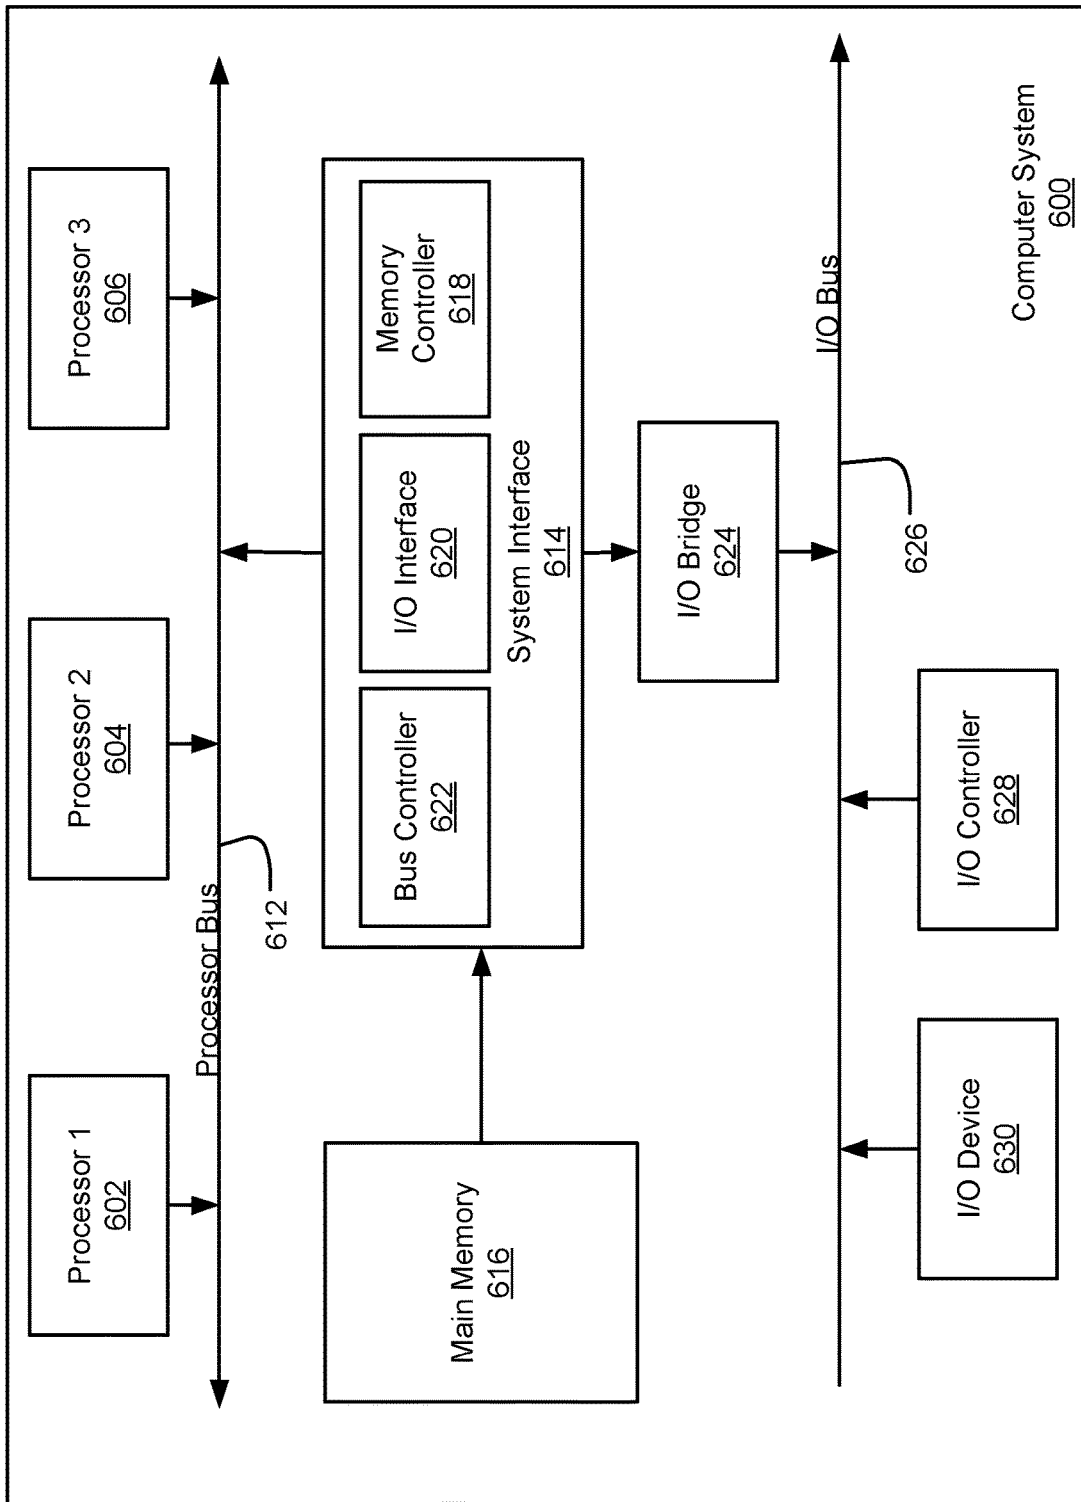 Processor 1
602
Processor 2
604
Processor 3
606
Processor Bus
612
Main Memory
616
Bus Controller
622
I/O Interface
620
Memory
Controller
618
System Interface
614
I/O Bridge
624
I/O Bus
626
I/O Device
630
I/O Controller
628
Computer System
600